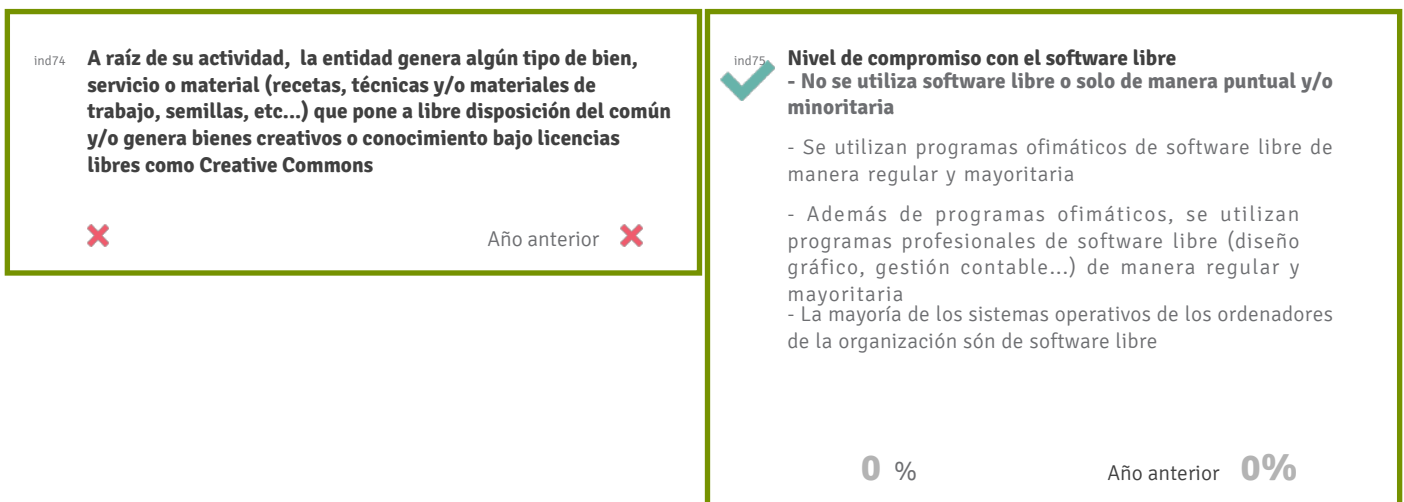 ind74
A raíz de su actividad, la entidad genera algún tipo de bien,
servicio o material (recetas, técnicas y/o materiales de
trabajo, semillas, etc...) que pone a libre disposición del común
y/o genera bienes creativos o conocimiento bajo licencias
libres como Creative Commons
Año anterior
ind75
Nivel de compromiso con el software libre
- No se utiliza software libre o solo de manera puntual y/o
minoritaria
- Se utilizan programas ofimáticos de software libre de
manera regular y mayoritaria
- Además de programas ofimáticos, se utilizan
programas profesionales de software libre (diseño
gráfico, gestión contable...) de manera regular y
mayoritaria
- La mayoría de los sistemas operativos de los ordenadores
de la organización són de software libre
0 %
Año anterior 0%